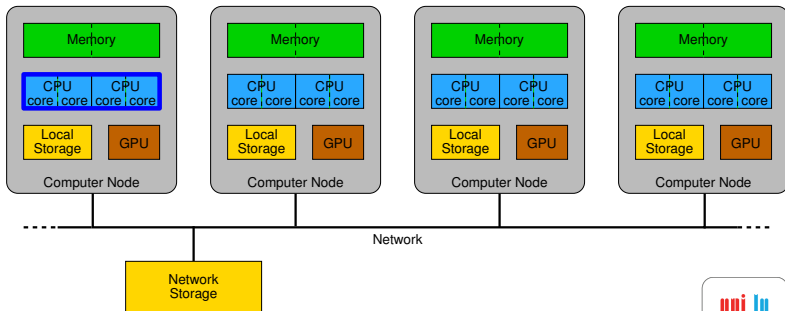 Memory
Memory
Memory
Memory
CPU CPU
core core core core
CPU CPU
core core core core
CPU CPU
core core core core
CPU CPU
core core core core
Local
Storage
GPU
Local
Storage
GPU
Local
Storage
GPU
Local
Storage
GPU
Computer Node
Computer Node
Computer Node
Computer Node
Network
Network
Storage
uni lu